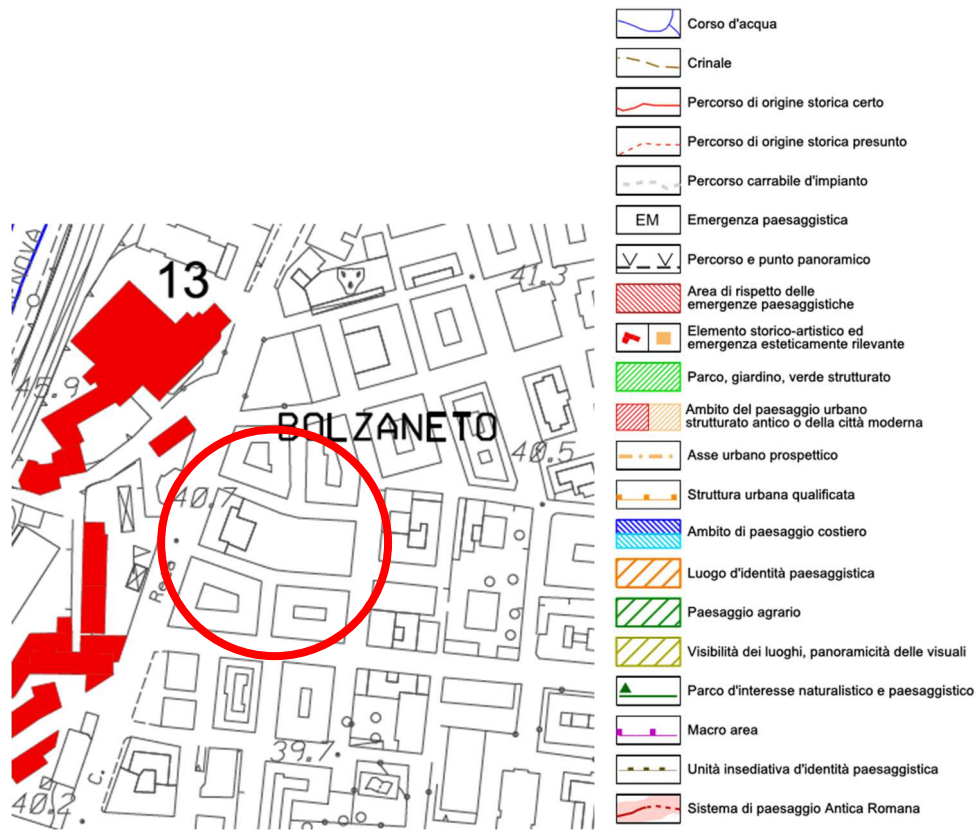 NOVA
13
41.3
45.9
BOLZANETO
40.5
40.7
39.7
C.
40.2
Corso d'acqua
Crinale
Percorso di origine storica certo
Percorso di origine storica presunto
Percorso carrabile d'impianto
EM
Emergenza paesaggistica
Percorso e punto panoramico
Area di rispetto delle
emergenze paesaggistiche
Elemento storico-artistico ed
emergenza esteticamente rilevante
Parco, giardino, verde strutturato
Ambito del paesaggio urbano
strutturato antico o della città moderna
Asse urbano prospettico
Struttura urbana qualificata
Ambito di paesaggio costiero
Luogo d'identità paesaggistica
Paesaggio agrario
Visibilità dei luoghi, panoramicità delle visuali
Parco d'interesse naturalistico e paesaggistico
Macro area
Unità insediativa d'identità paesaggistica
Sistema di paesaggio Antica Romana